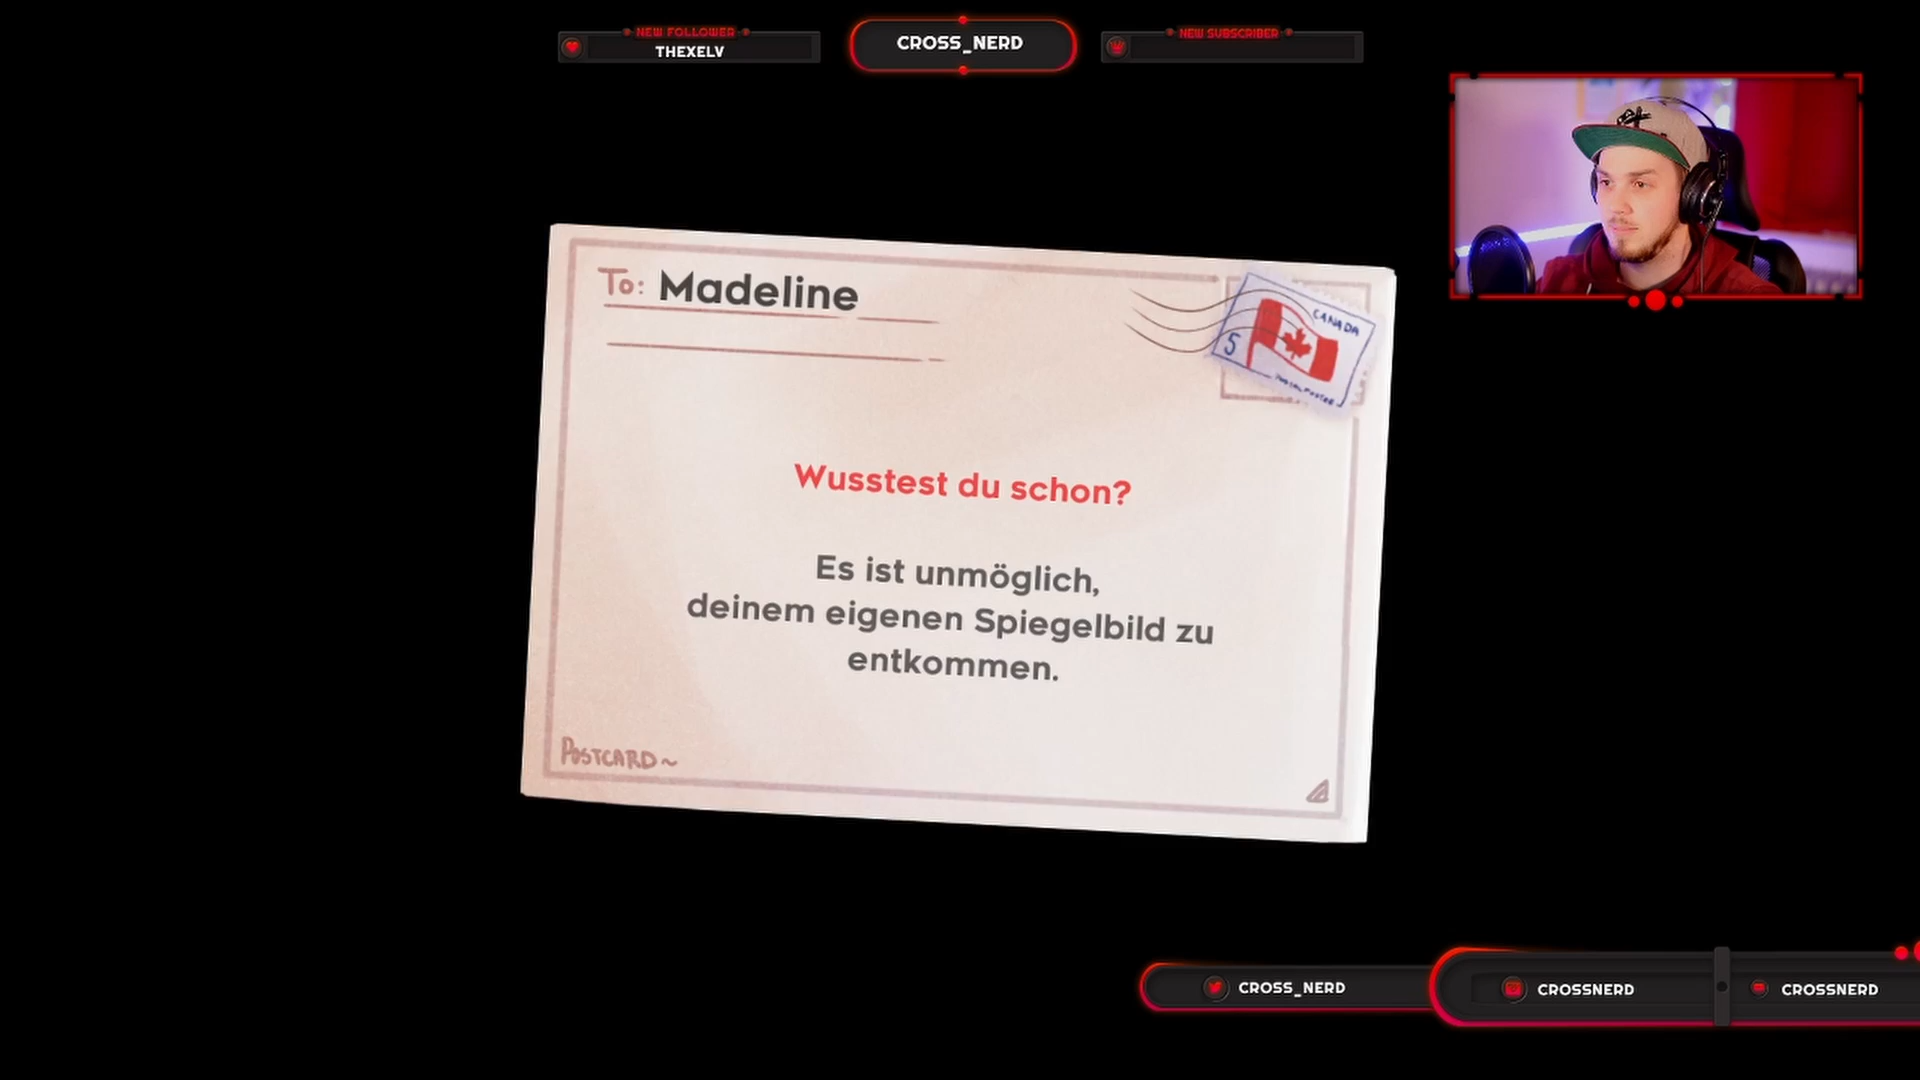 NEW FOLLOWER
THEXELV
CROSS_NERD
NEW SUBSCRIBER
To: Madeline
CANADA
5
Wusstest du schon?
Es ist unmöglich,
deinem eigenen Spiegelbild zu
entkommen.
POSTCARD~
CROSS_NERD
CROSSNERD
CROSSNERD